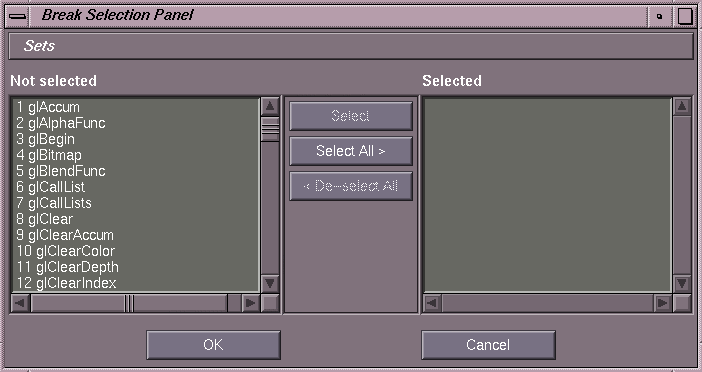 Break Selection Panel
Sets
Not selected
Selected
1 glAccum
2 glAlphaFunc
3 glBegin
4 glBitmap
5 glBlendFunc
6 glCallList
7 glCallLists
8 glClear
9 glClearAccum
10 glClearColor
11 glClearDepth
12 glClearIndex
Select
Select All >
< De-select All
OK
Cancel